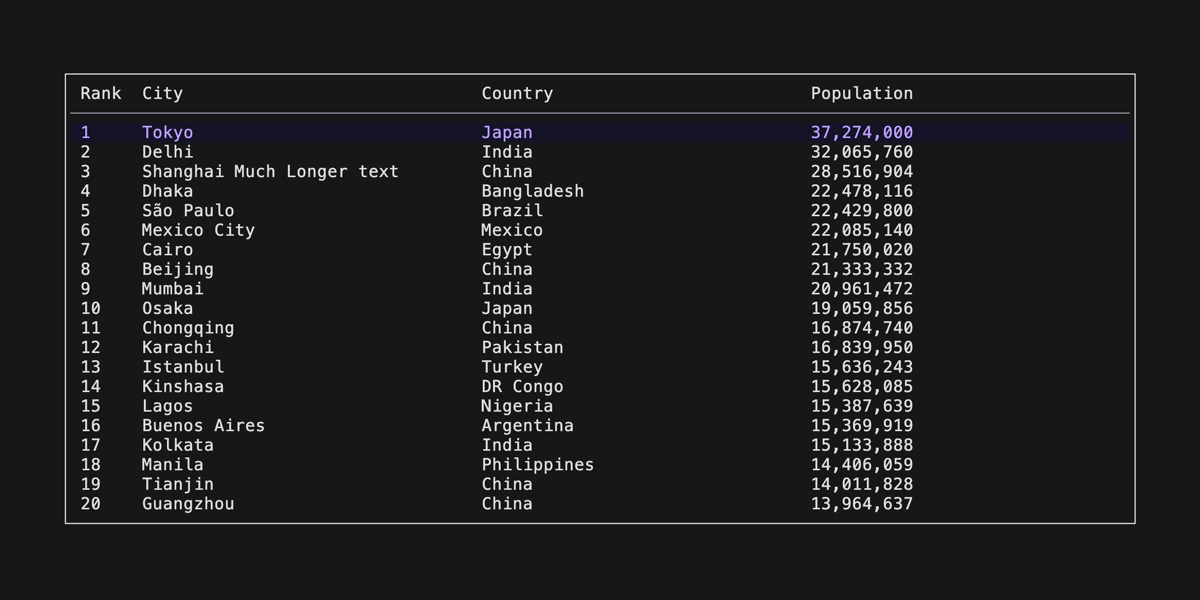 Rank City Country Population
1 Tokyo Japan 37,274,000
2 Delhi India 32,065,760
3 Shanghai Much Longer text China 28,516,904
4 Dhaka Bangladesh 22,478,116
5 São Paulo Brazil 22,429,800
6 Mexico City Mexico 22,085,140
7 Cairo Egypt 21,750,020
8 Beijing China 21,333,332
9 Mumbai India 20,961,472
10 Osaka Japan 19,059,856
11 Chongqing China 16,874,740
12 Karachi Pakistan 16,839,950
13 Istanbul Turkey 15,636,243
14 Kinshasa DR Congo 15,628,085
15 Lagos Nigeria 15,387,639
16 Buenos Aires Argentina 15,369,919
17 Kolkata India 15,133,888
18 Manila Philippines 14,406,059
19 Tianjin China 14,011,828
20 Guangzhou China 13,964,637